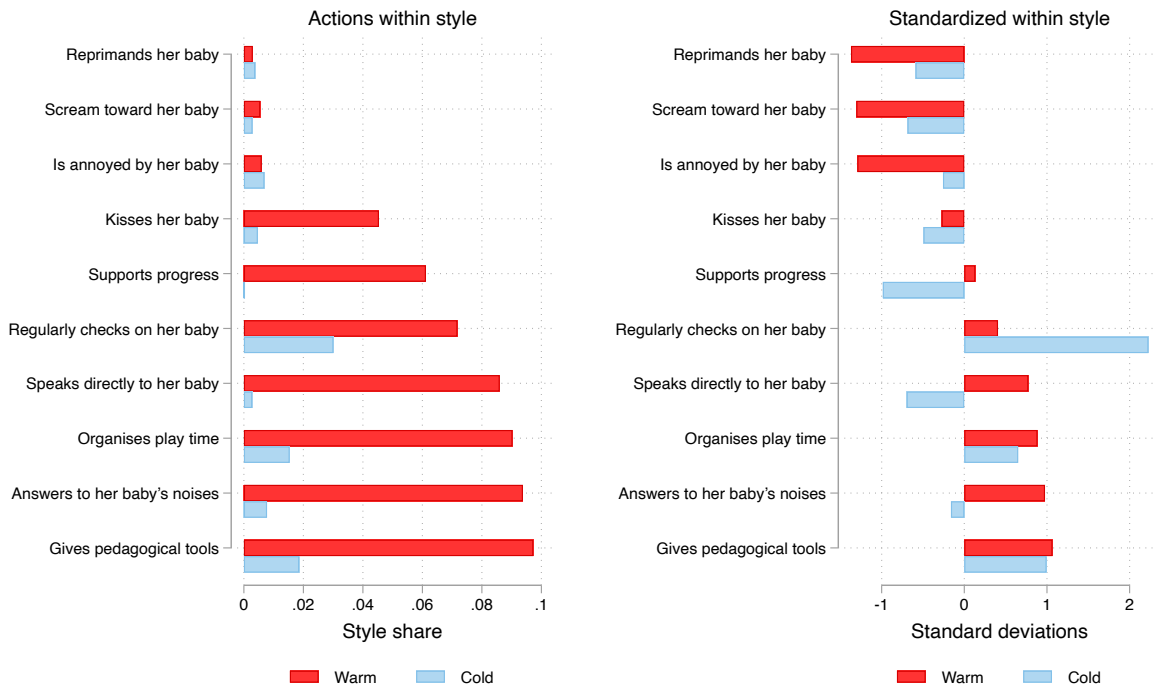 Actions within style
Reprimands her baby
Scream toward her baby
Is annoyed by her baby
Kisses her baby
Supports progress
Regularly checks on her baby
Speaks directly to her baby
Organises play time
Answers to her baby's noises
Gives pedagogical tools
0 .02 .04 .06 .08 .1
Style share
Warm Cold
Standardized within style
Reprimands her baby
Scream toward her baby
Is annoyed by her baby
Kisses her baby
Supports progress
Regularly checks on her baby
Speaks directly to her baby
Organises play time
Answers to her baby's noises
Gives pedagogical tools
-1 0 1 2
Standard deviations
Warm Cold